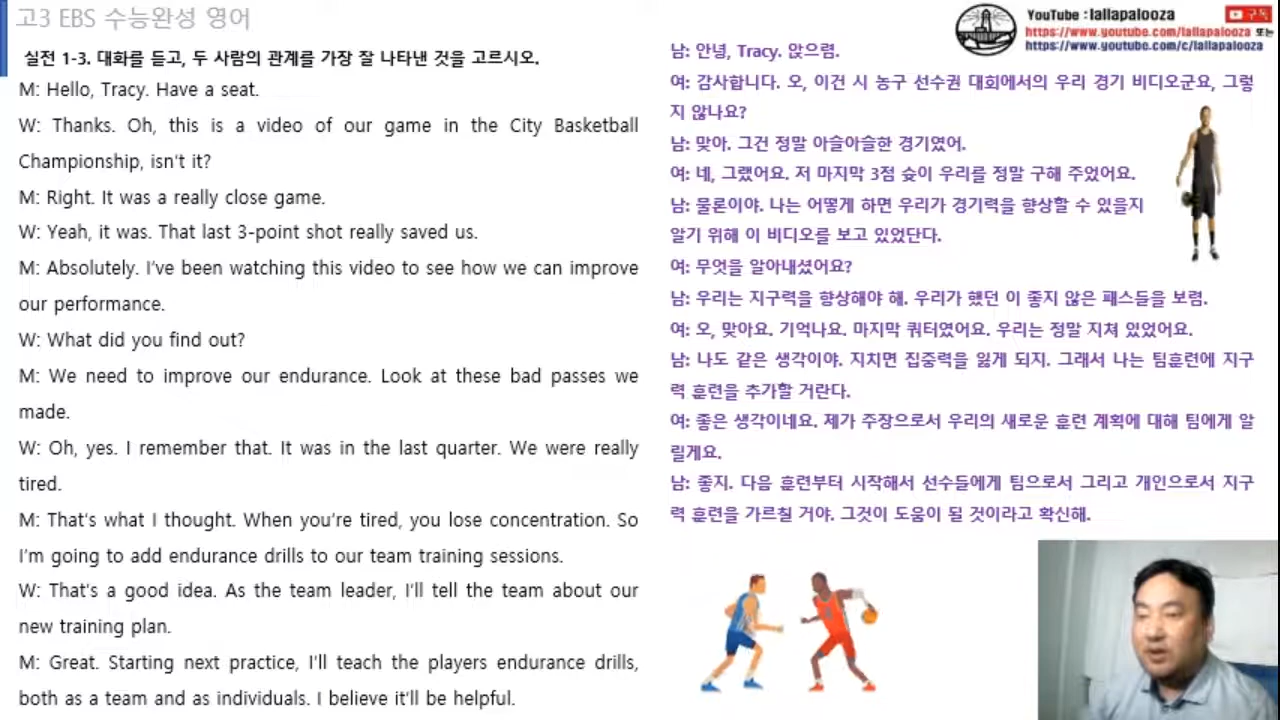 고3 EBS 수능완성 영어
실전 1-3. 대화를 듣고, 두 사람의 관계를 가장 잘 나타낸 것을 고르시오.
M: Hello, Tracy. Have a seat.
W: Thanks. Oh, this is a video of our game in the City Basketball
Championship, isn't it?
M: Right. It was a really close game.
W: Yeah, it was. That last 3-point shot really saved us.
M: Absolutely. I've been watching this video to see how we can improve
our performance.
W: What did you find out?
M: We need to improve our endurance. Look at these bad passes we
made.
W: Oh, yes. I remember that. It was in the last quarter. We were really
tired.
M: That's what I thought. When you're tired, you lose concentration. So
I'm going to add endurance drills to our team training sessions.
W: That's a good idea. As the team leader, I'll tell the team about our
new training plan.
M: Great. Starting next practice, I'll teach the players endurance drills,
both as a team and as individuals. I believe it'll be helpful.
YouTube : lallapalooza
구독
https://www.youtube.com/lallapalooza 또는
https://www.youtube.com/c/lallapalooza
남: 안녕, Tracy. 앉으렴.
여: 감사합니다. 오, 이건 시 농구 선수권 대회에서의 우리 경기 비디오군요, 그렇
지 않나요?
남: 맞아. 그건 정말 아슬아슬한 경기였어.
여: 네, 그랬어요. 저 마지막 3점 슛이 우리를 정말 구해 주었어요.
남: 물론이야. 나는 어떻게 하면 우리가 경기력을 향상할 수 있을지
알기 위해 이 비디오를 보고 있었단다.
여: 무엇을 알아내셨어요?
남: 우리는 지구력을 향상해야 해. 우리가 했던 이 좋지 않은 패스들을 보렴.
여: 오, 맞아요. 기억나요. 마지막 쿼터였어요. 우리는 정말 지쳐 있었어요.
남: 나도 같은 생각이야. 지치면 집중력을 잃게 되지. 그래서 나는 팀훈련에 지구
력 훈련을 추가할 거란다.
여: 좋은 생각이네요. 제가 주장으로서 우리의 새로운 훈련 계획에 대해 팀에게 알
릴게요.
남: 좋지. 다음 훈련부터 시작해서 선수들에게 팀으로서 그리고 개인으로서 지구
력 훈련을 가르칠 거야. 그것이 도움이 될 것이라고 확신해.